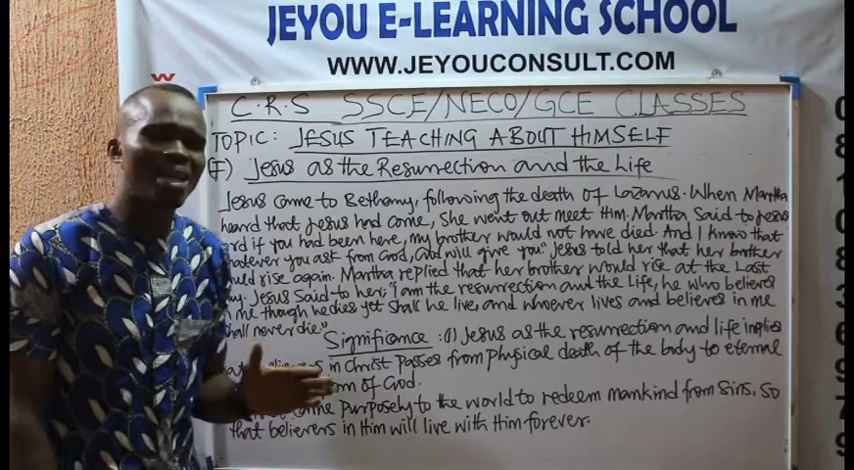 JEYOU E-LEARNING SCHOOL
WWW.JEYOUCONSULT.COM
C.R.S SSCE/NECO/GCE CLASSES
TOPIC: JESUS TEACHING ABOUT HIMSELF
(F) Jesus as the Resurrection and the Life
Jesus came to Bethany, following the death of Lazarus. When Martha
heard that Jesus had come, She went out meet Him. Martha Said to Jesus
ord if you had been here, my brother would not have died. And I know that
hatever you ask from God, God will give you." Jesus told her that her brother
uld rise again. Martha replied that her brother would rise at the Last
y. Jesus Said to her; "I am the resurrection and the Life, he who believes
n me though he dies yet shall he live, and whoever lives and believes in me
hall never die."
Significance : (i) Jesus as the resurrection and life implies
in Christ Passes from Physical death of the body to eternal
of God.
purposely to the world to redeem mankind from Sins, So
that believers in Him will live with Him forever.